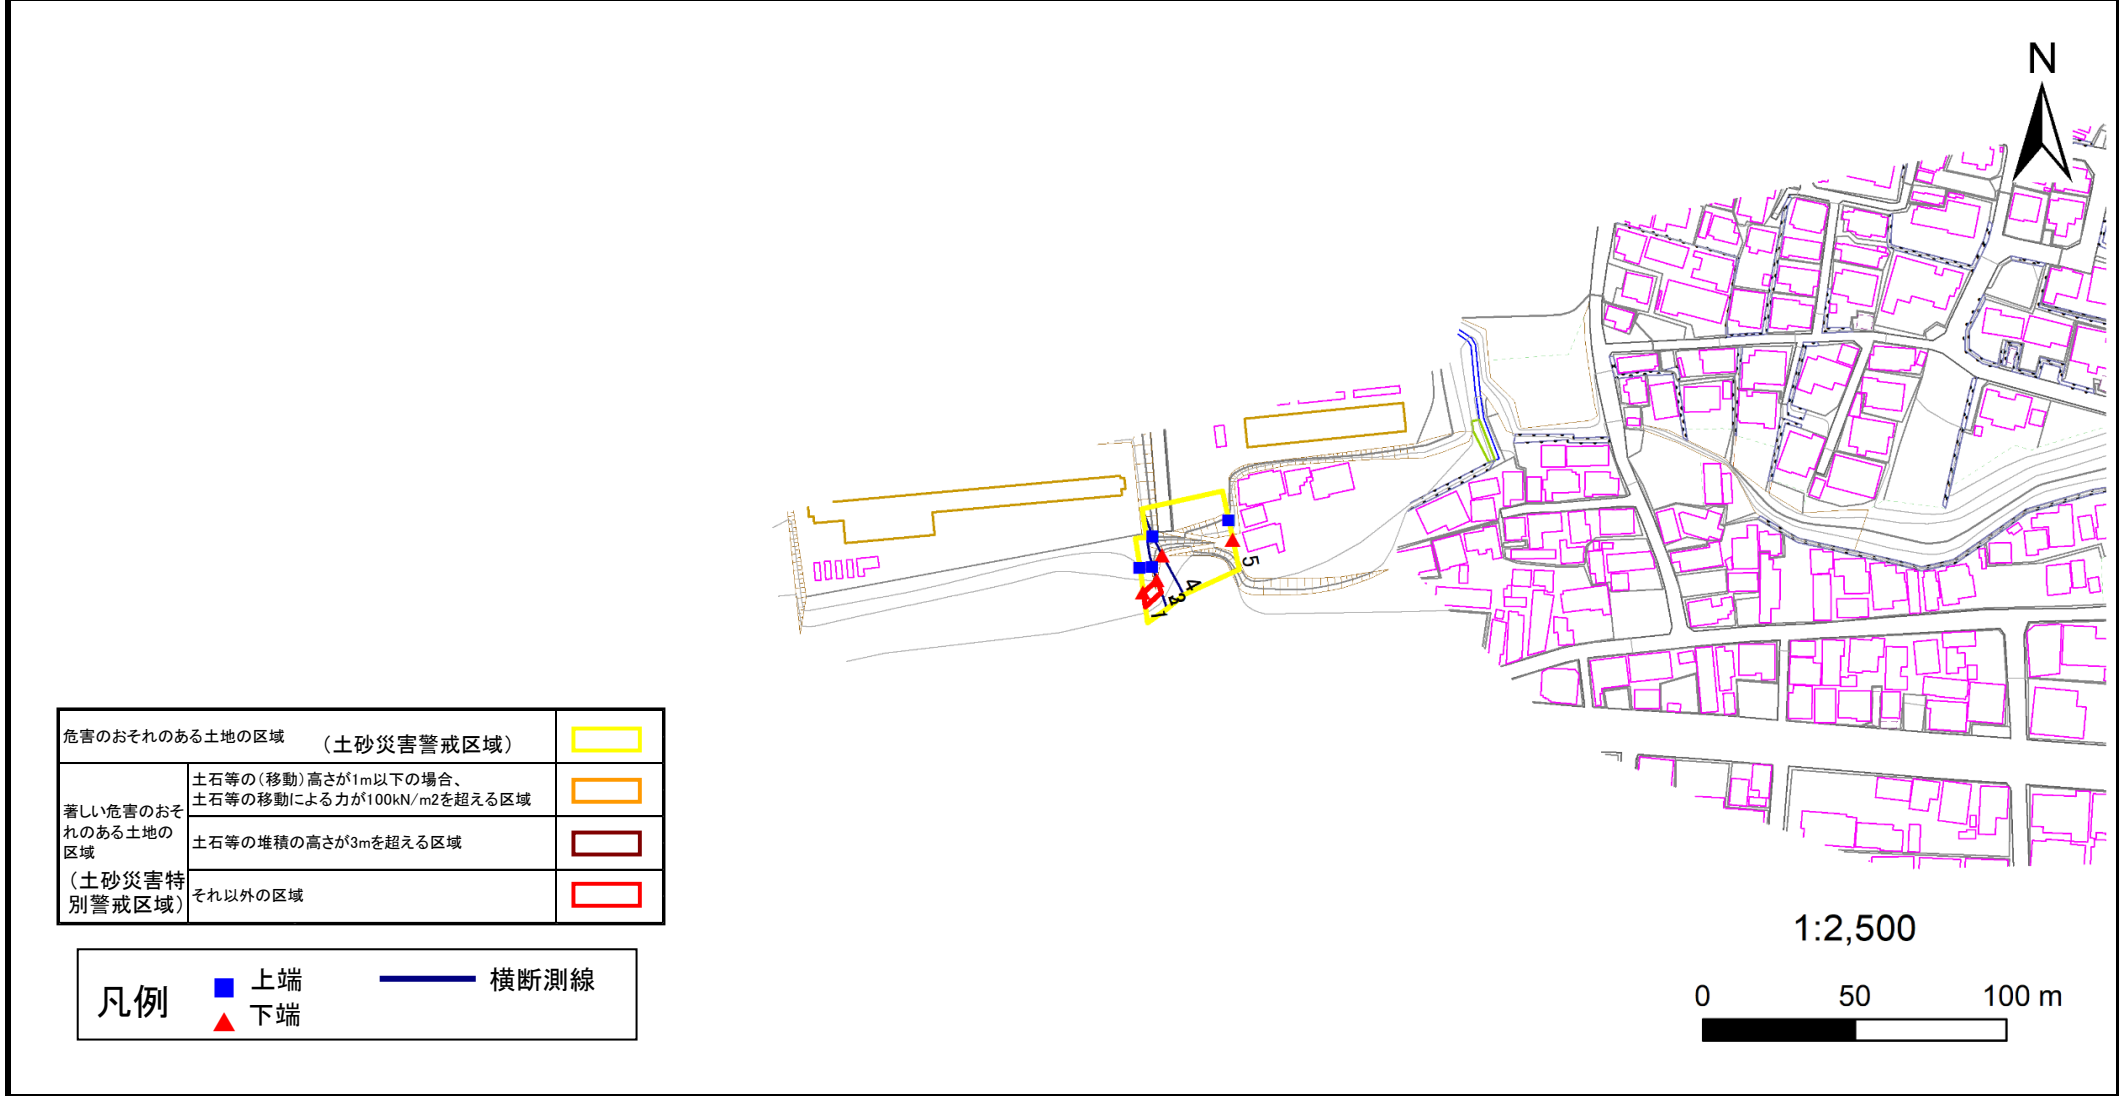 N
5
4
3
2
1
危害のおそれのある土地の区域 （土砂災害警戒区域）
著しい危害のおそ
れのある土地の
区域
（土砂災害特
別警戒区域）
土石等の（移動）高さが1m以下の場合、
土石等の移動による力が100kN/m2を超える区域
土石等の堆積の高さが3mを超える区域
それ以外の区域
凡例
上端
下端
横断測線
1:2,500
0 50 100 m